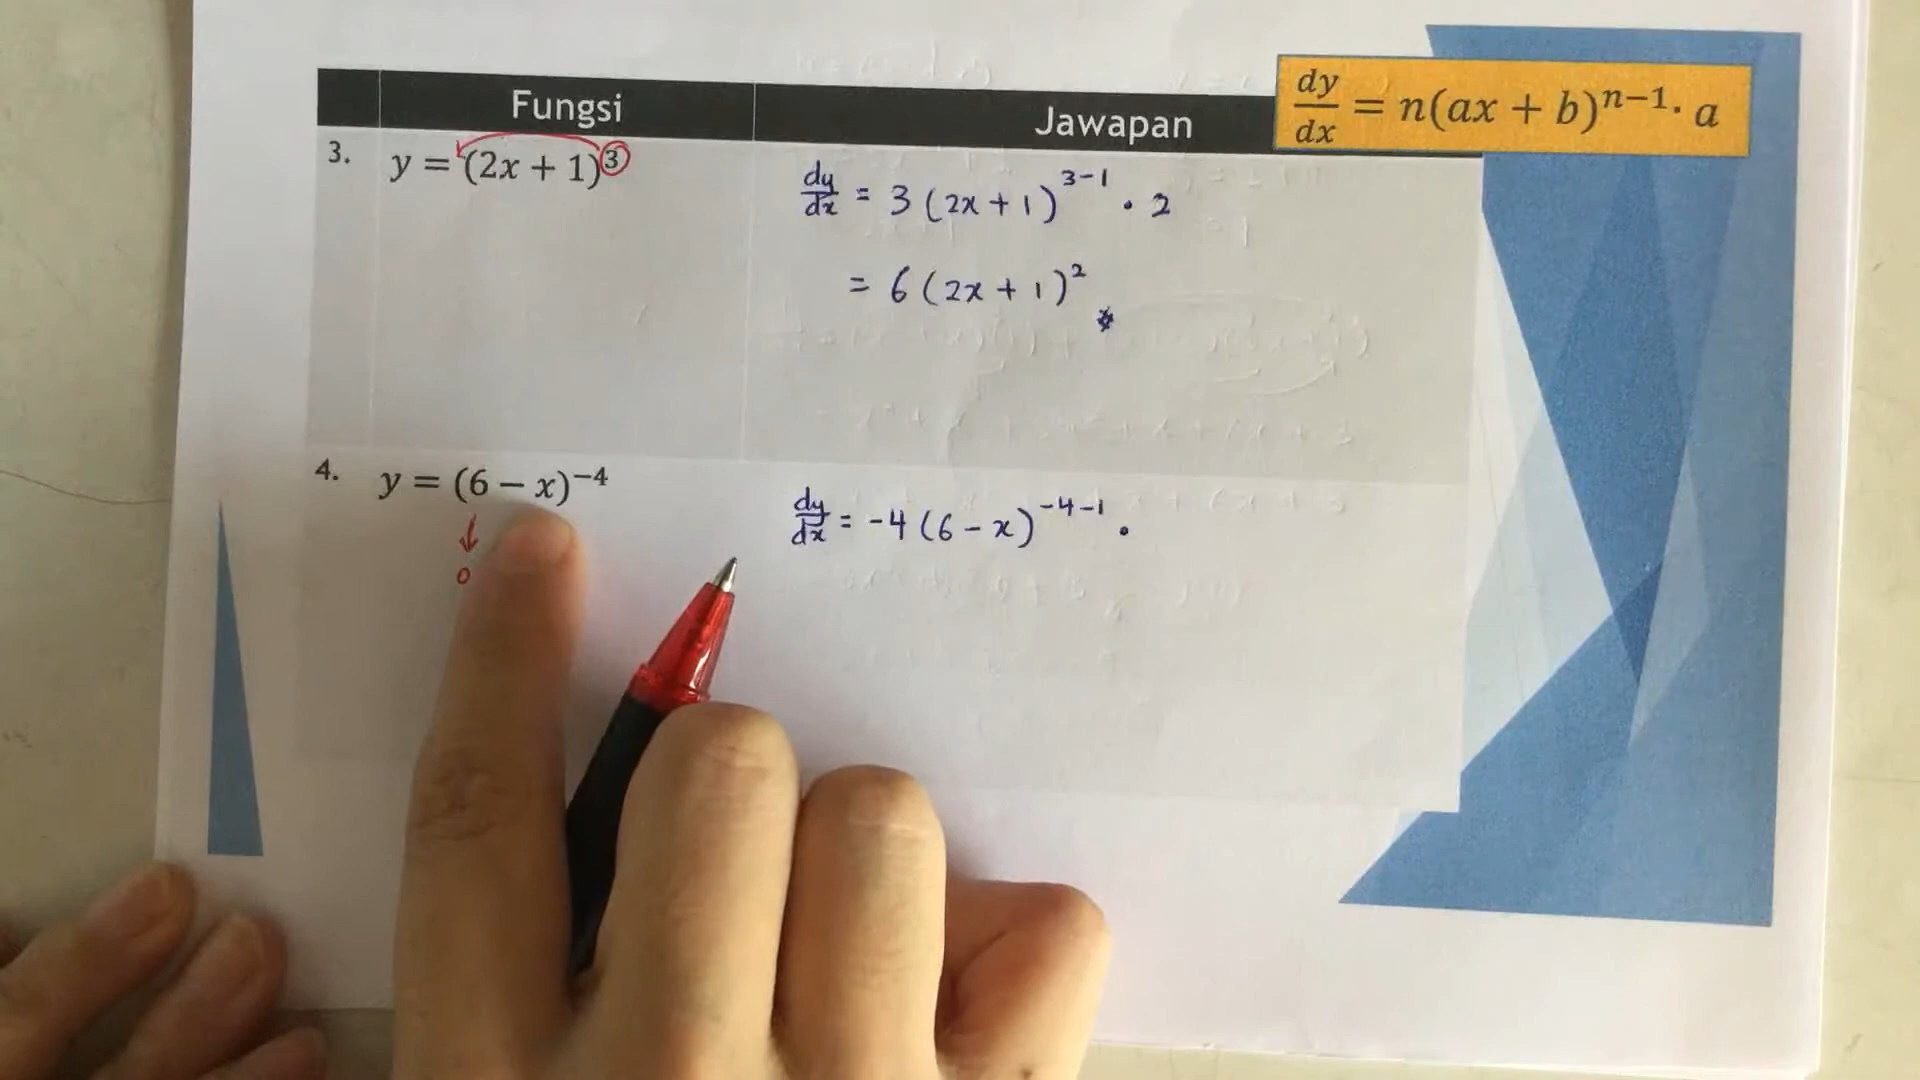 Fungsi Jawapan
dy/dx = n(ax + b)^{n−1}· a
3. y = (2x + 1)^3
dy/dx = 3 (2x + 1)^{3-1} · 2
= 6 (2x + 1)^2
4. y = (6 − x)^{−4}
dy/dx = -4 (6 - x)^{-4-1} ·
↓
0